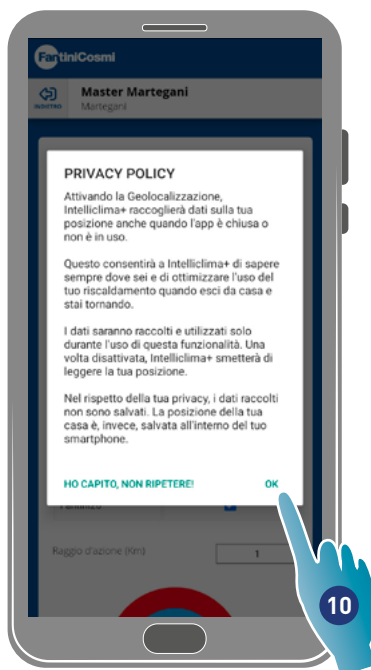 FantiniCosmi
INDIETRO
Master Martegani
Martegani
PRIVACY POLICY
Attivando la Geolocalizzazione,
Intelliclima+ raccoglierà dati sulla tua
posizione anche quando l'app è chiusa o
non è in uso.
Questo consentirà a Intelliclima+ di sapere
sempre dove sei e di ottimizzare l'uso del
tuo riscaldamento quando esci da casa e
stai tornando.
I dati saranno raccolti e utilizzati solo
durante l'uso di questa funzionalità. Una
volta disattivata, Intelliclima+ smetterà di
leggere la tua posizione.
Nel rispetto della tua privacy, i dati raccolti
non sono salvati. La posizione della tua
casa è, invece, salvata all'interno del tuo
smartphone.
HO CAPITO, NON RIPETERE!
OK
Raggio d'azione (Km)
1
10